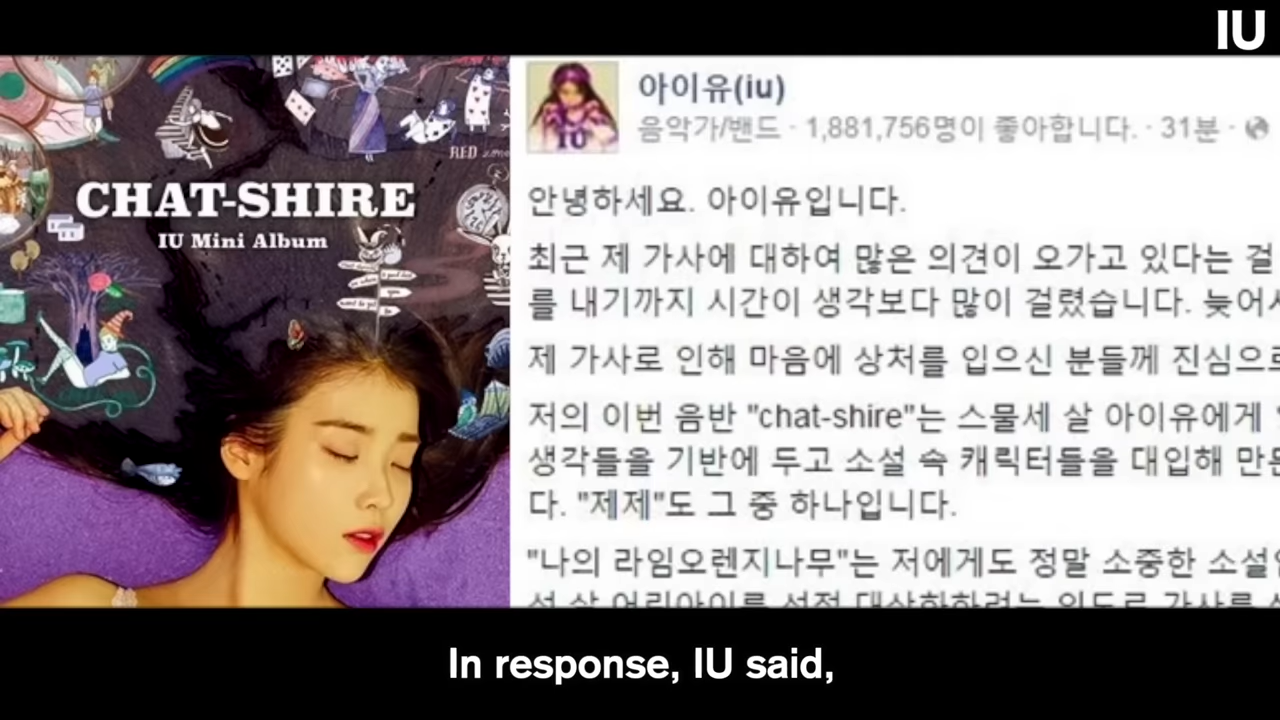 IU
CHAT-SHIRE
IU Mini Album
RED
IU
아이유(iu)
음악가/밴드 · 1,881,756명이 좋아합니다. · 31분 ·
안녕하세요. 아이유입니다.
최근 제 가사에 대하여 많은 의견이 오가고 있다는 걸
를 내기까지 시간이 생각보다 많이 걸렸습니다. 늦어서
제 가사로 인해 마음에 상처를 입으신 분들께 진심으로
저의 이번 음반 "chat-shire"는 스물세 살 아이유에게
생각들을 기반에 두고 소설 속 캐릭터들을 대입해 만든
다. "제제"도 그 중 하나입니다.
"나의 라임오렌지나무"는 저에게도 정말 소중한 소설
In response, IU said,